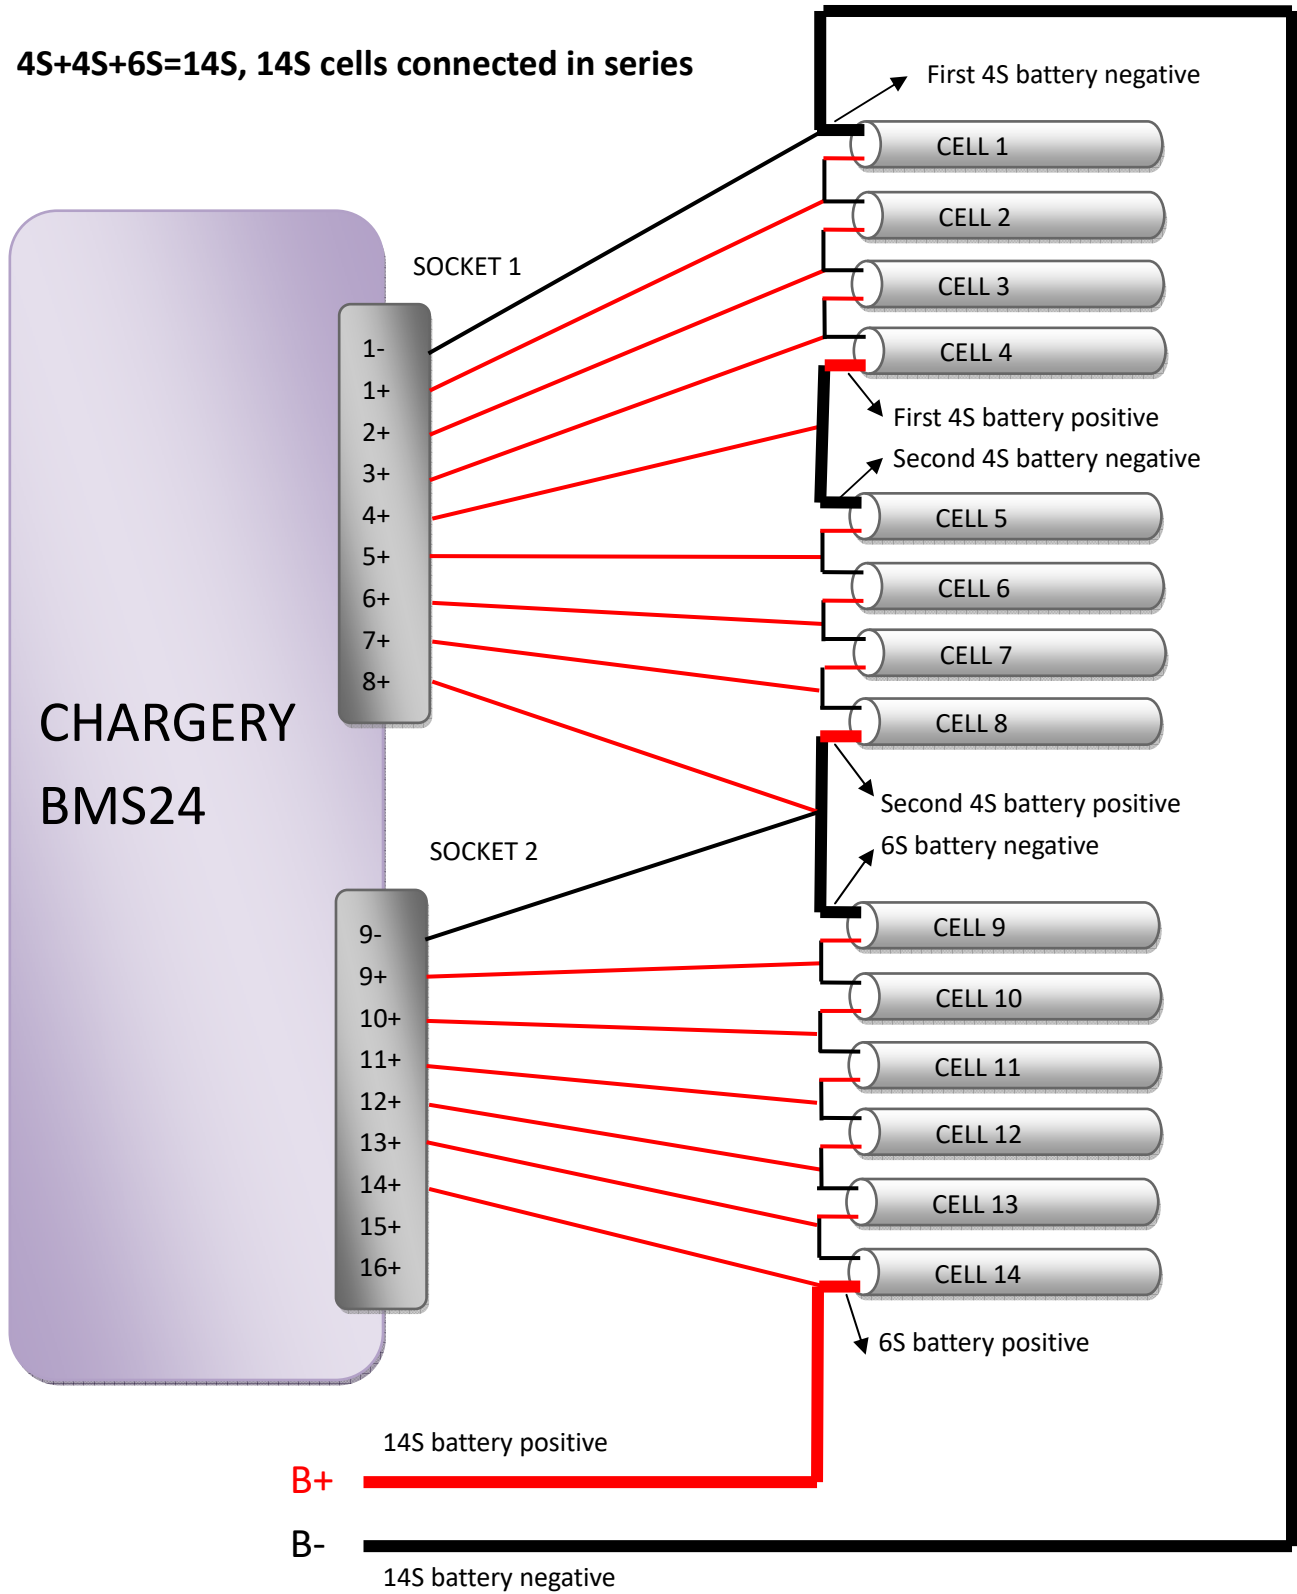 4S+4S+6S=14S, 14S cells connected in series
First 4S battery negative
CELL 1
CELL 2
SOCKET 1
CELL 3
1-
CELL 4
1+
First 4S battery positive
2+
Second 4S battery negative
3+
4+
CELL 5
5+
CELL 6
6+
7+
CELL 7
8+
CHARGERY
BMS24
CELL 8
Second 4S battery positive
SOCKET 2
6S battery negative
9-
CELL 9
9+
CELL 10
10+
11+
CELL 11
12+
CELL 12
13+
14+
CELL 13
15+
16+
CELL 14
6S battery positive
14S battery positive
B+
B-
14S battery negative